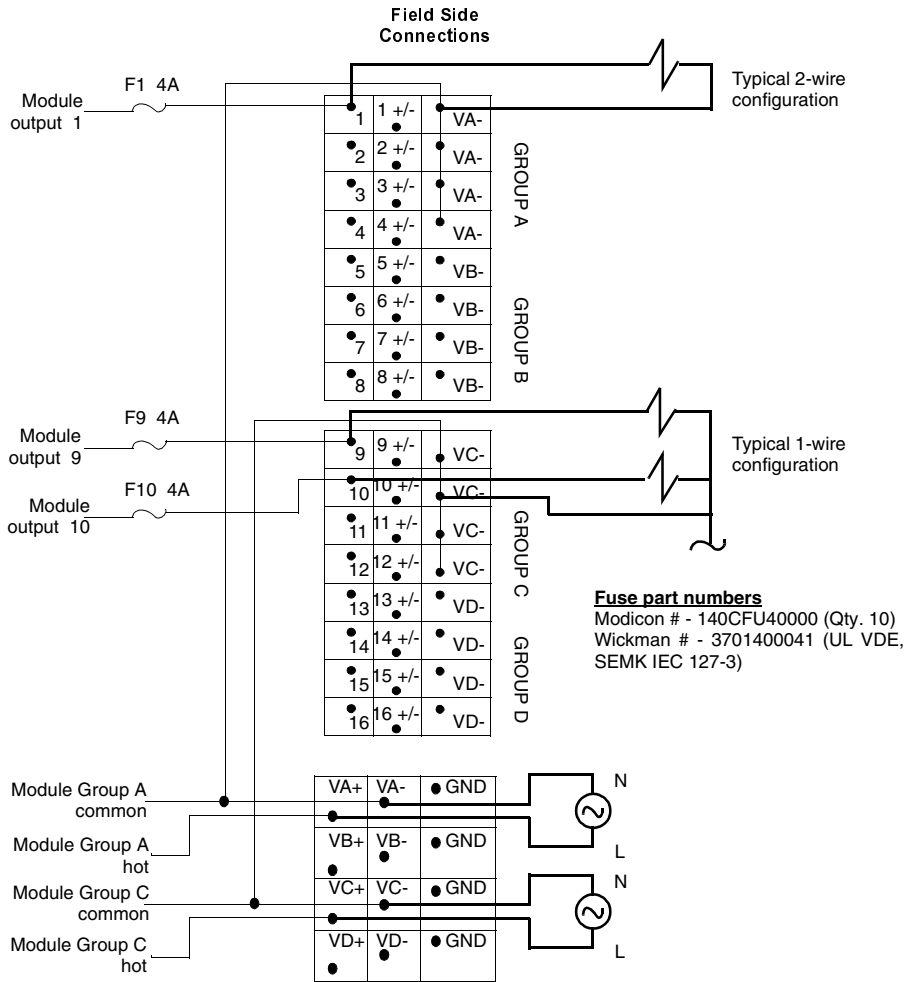 Field Side
Connections
F1 4A
Module
output 1
Typical 2-wire
configuration
1 1 +/- VA-
2 2 +/- VA-
3 3 +/- VA-
4 4 +/- VA-
GROUP A
5 5 +/- VB-
6 6 +/- VB-
7 7 +/- VB-
8 8 +/- VB-
GROUP B
F9 4A
Module
output 9
F10 4A
Module
output 10
Typical 1-wire
configuration
9 9 +/- VC-
10 10 +/- VC-
11 11 +/- VC-
12 12 +/- VC-
GROUP C
13 13 +/- VD-
14 14 +/- VD-
15 15 +/- VD-
16 16 +/- VD-
GROUP D
Fuse part numbers
Modicon # - 140CFU40000 (Qty. 10)
Wickman # - 3701400041 (UL VDE,
SEMK IEC 127-3)
Module Group A
common
Module Group A
hot
Module Group C
common
Module Group C
hot
VA+ VA- GND
VB+ VB- GND
VC+ VC- GND
VD+ VD- GND
N
L
N
L